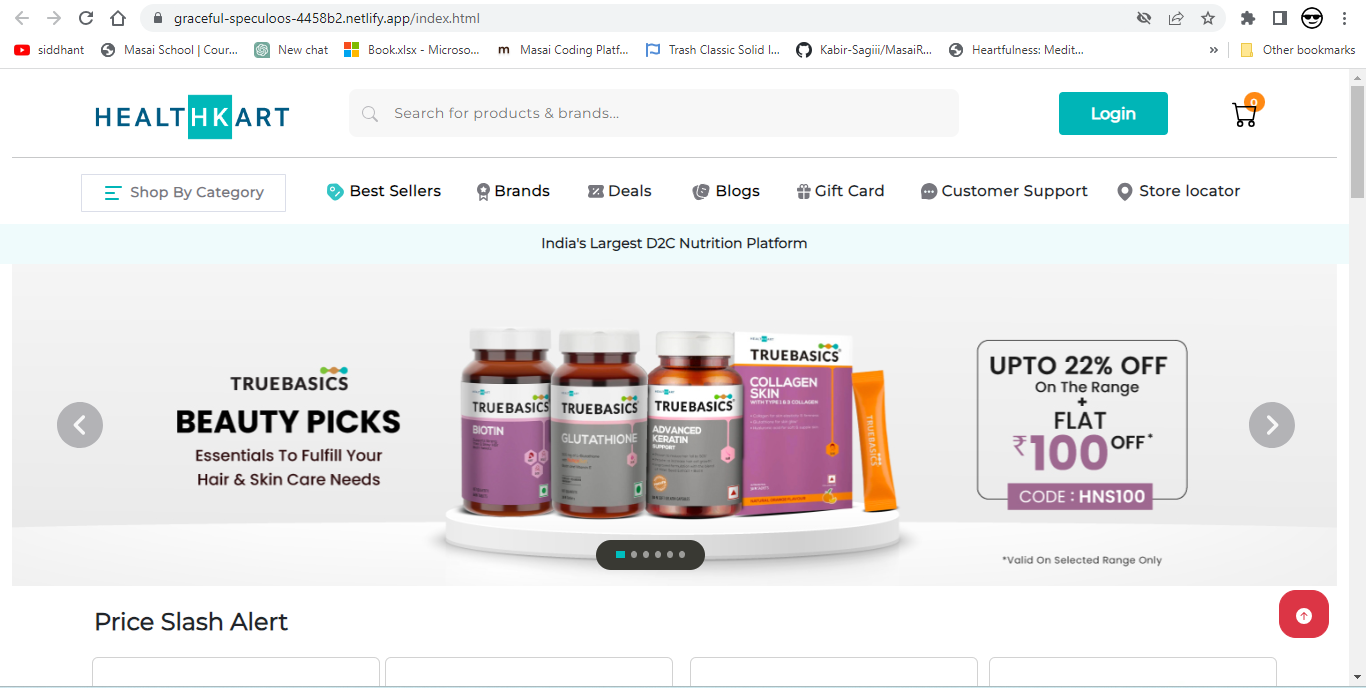 graceful-speculoos-4458b2.netlify.app/index.html
siddhant
Masai School | Cour...
New chat
Book.xlsx - Microso...
Masai Coding Platf...
Trash Classic Solid I...
Kabir-Sagiii/MasaiR...
Heartfulness: Medit...
»
Other bookmarks
HEALTHKART
Search for products & brands...
Login
0
Shop By Category
Best Sellers
Brands
Deals
Blogs
Gift Card
Customer Support
Store locator
India's Largest D2C Nutrition Platform
TRUEBASICS
BEAUTY PICKS
Essentials To Fulfill Your
Hair & Skin Care Needs
TRUEBASICS
BIOTIN
TRUEBASICS
GLUTATHIONE
TRUEBASICS
ADVANCED
KERATIN
SUPPORT
TRUEBASICS
COLLAGEN
SKIN
WITH TYPE I & II COLLAGEN
TRUEBASICS
UPTO 22% OFF
On The Range
+
FLAT
₹100 OFF*
CODE : HNS100
*Valid On Selected Range Only
Price Slash Alert